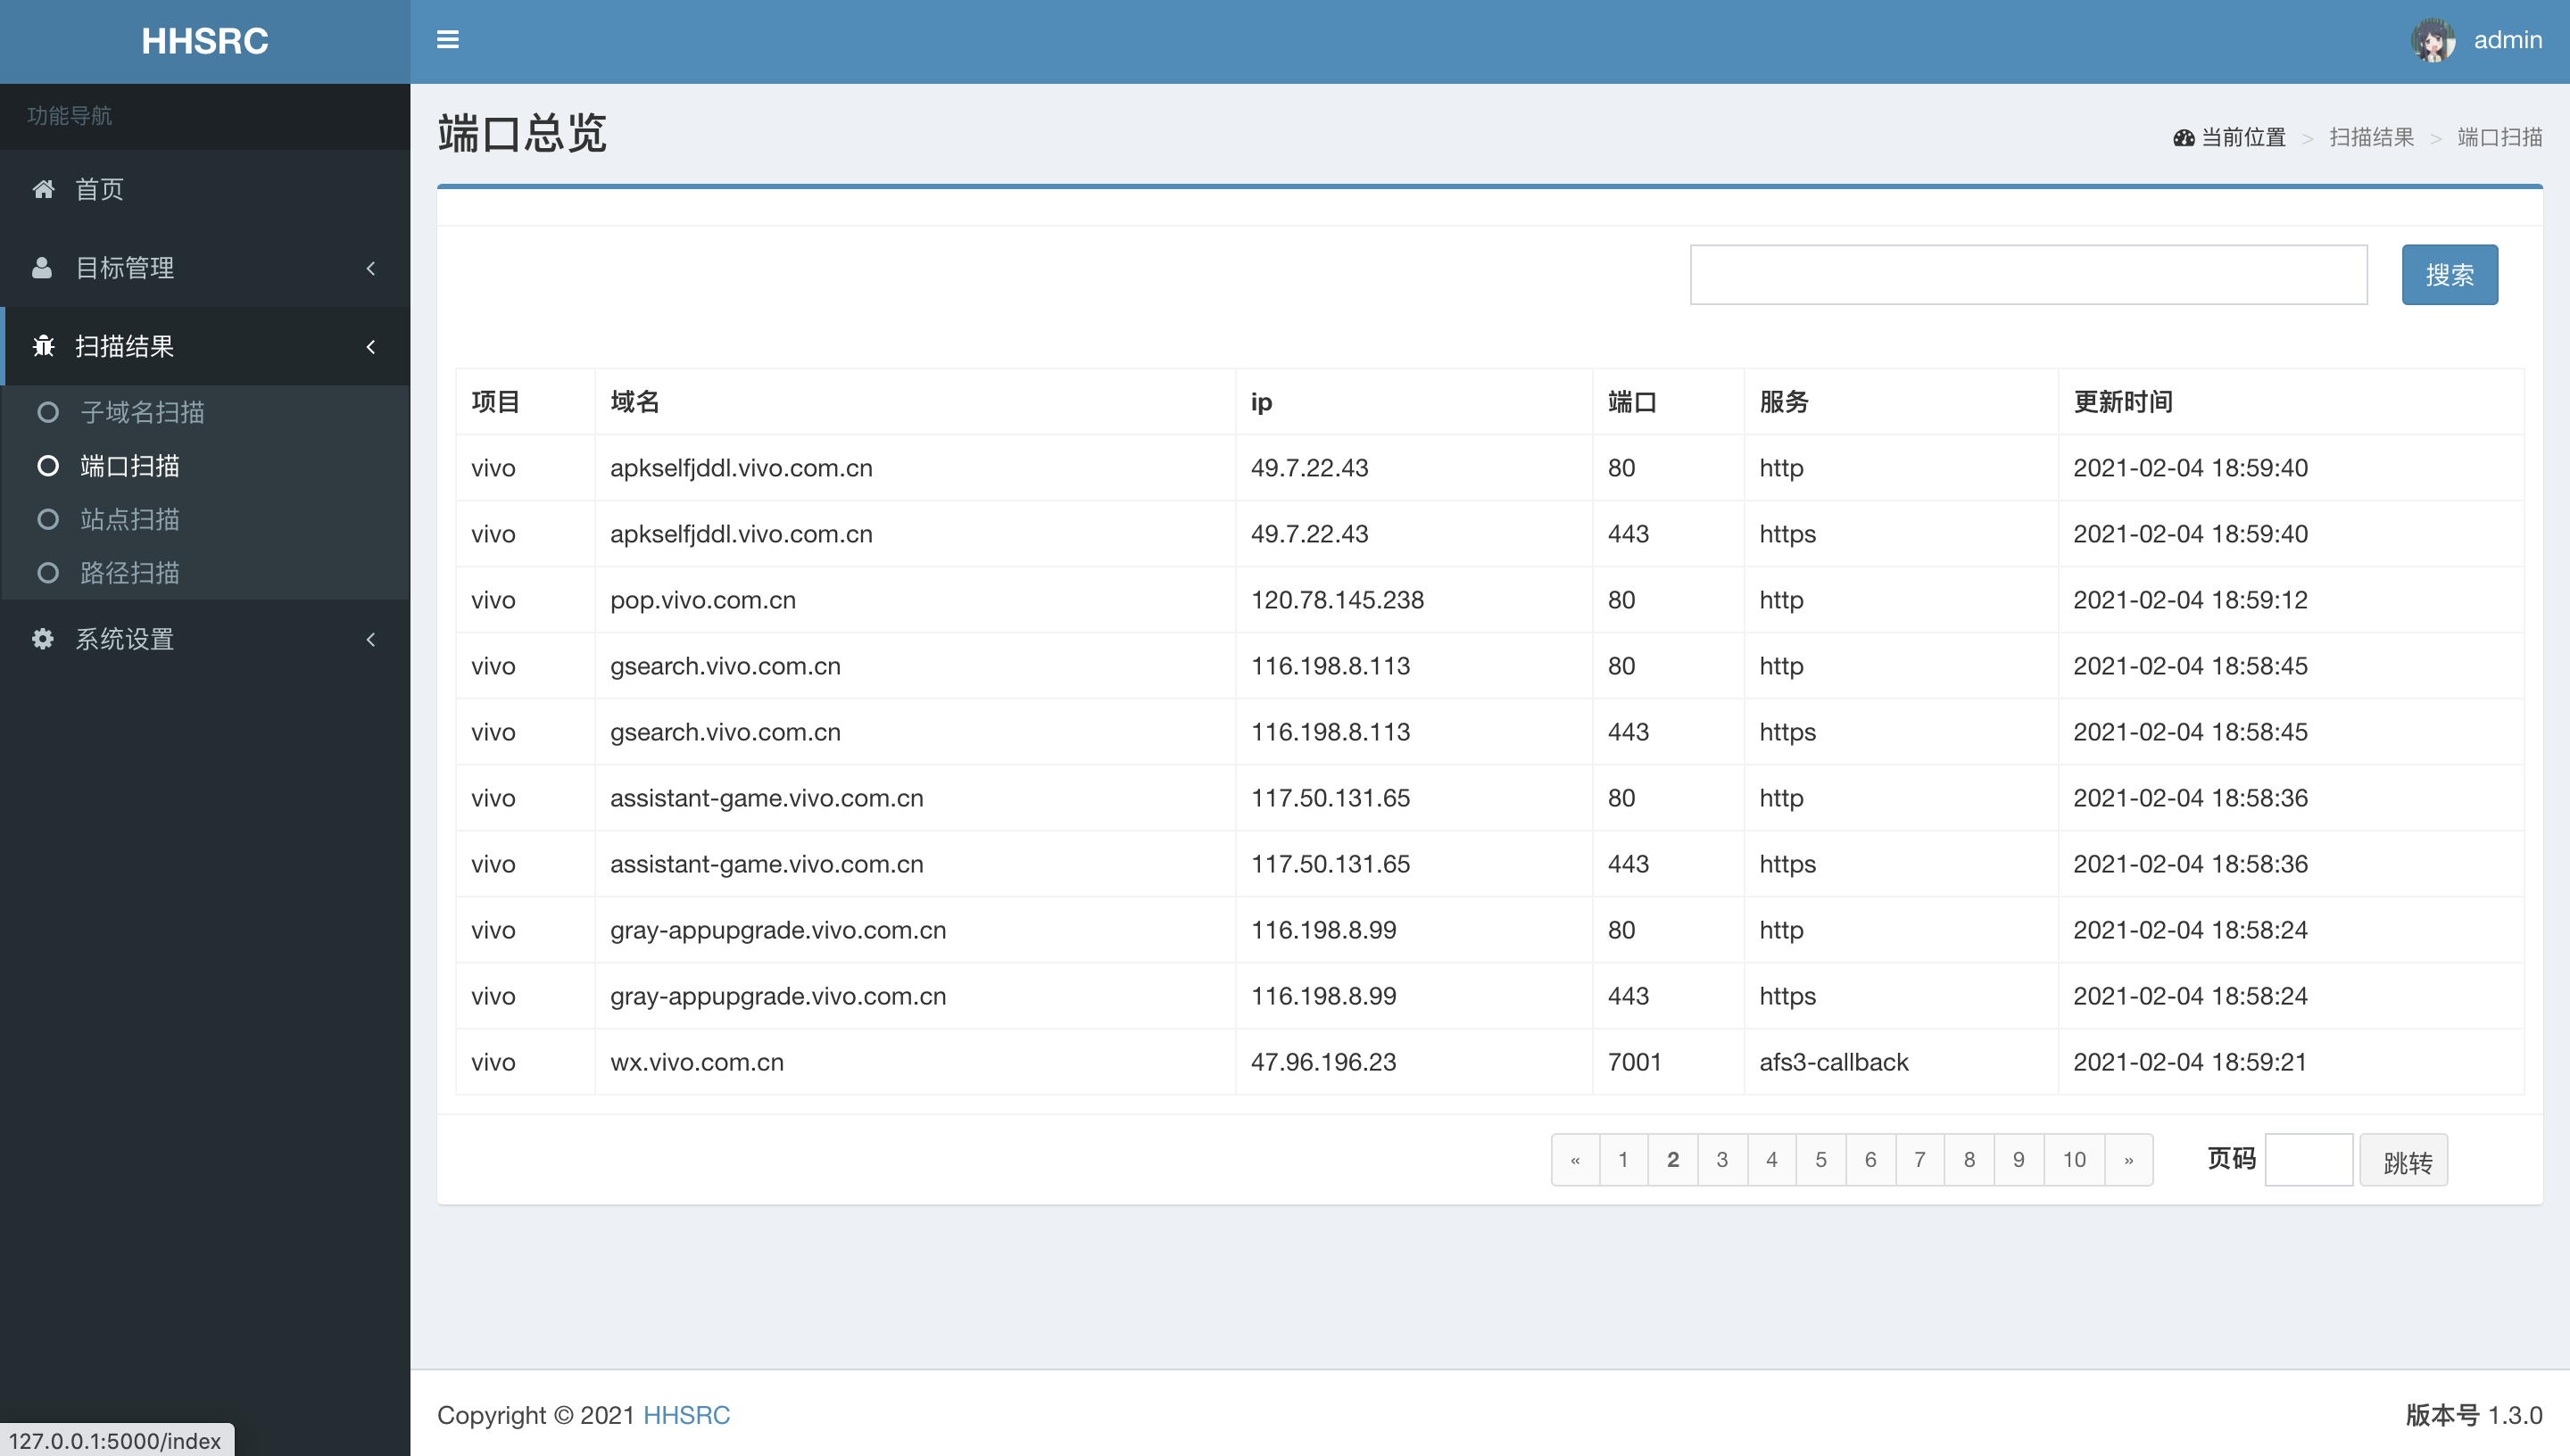 HHSRC
admin
功能导航
首页
目标管理
扫描结果
子域名扫描
端口扫描
站点扫描
路径扫描
系统设置
端口总览
当前位置 > 扫描结果 > 端口扫描
搜索
项目 域名 ip 端口 服务 更新时间
vivo apkselfjddl.vivo.com.cn 49.7.22.43 80 http 2021-02-04 18:59:40
vivo apkselfjddl.vivo.com.cn 49.7.22.43 443 https 2021-02-04 18:59:40
vivo pop.vivo.com.cn 120.78.145.238 80 http 2021-02-04 18:59:12
vivo gsearch.vivo.com.cn 116.198.8.113 80 http 2021-02-04 18:58:45
vivo gsearch.vivo.com.cn 116.198.8.113 443 https 2021-02-04 18:58:45
vivo assistant-game.vivo.com.cn 117.50.131.65 80 http 2021-02-04 18:58:36
vivo assistant-game.vivo.com.cn 117.50.131.65 443 https 2021-02-04 18:58:36
vivo gray-appupgrade.vivo.com.cn 116.198.8.99 80 http 2021-02-04 18:58:24
vivo gray-appupgrade.vivo.com.cn 116.198.8.99 443 https 2021-02-04 18:58:24
vivo wx.vivo.com.cn 47.96.196.23 7001 afs3-callback 2021-02-04 18:59:21
« 1 2 3 4 5 6 7 8 9 10 » 页码 跳转
Copyright © 2021 HHSRC
版本号 1.3.0
127.0.0.1:5000/index